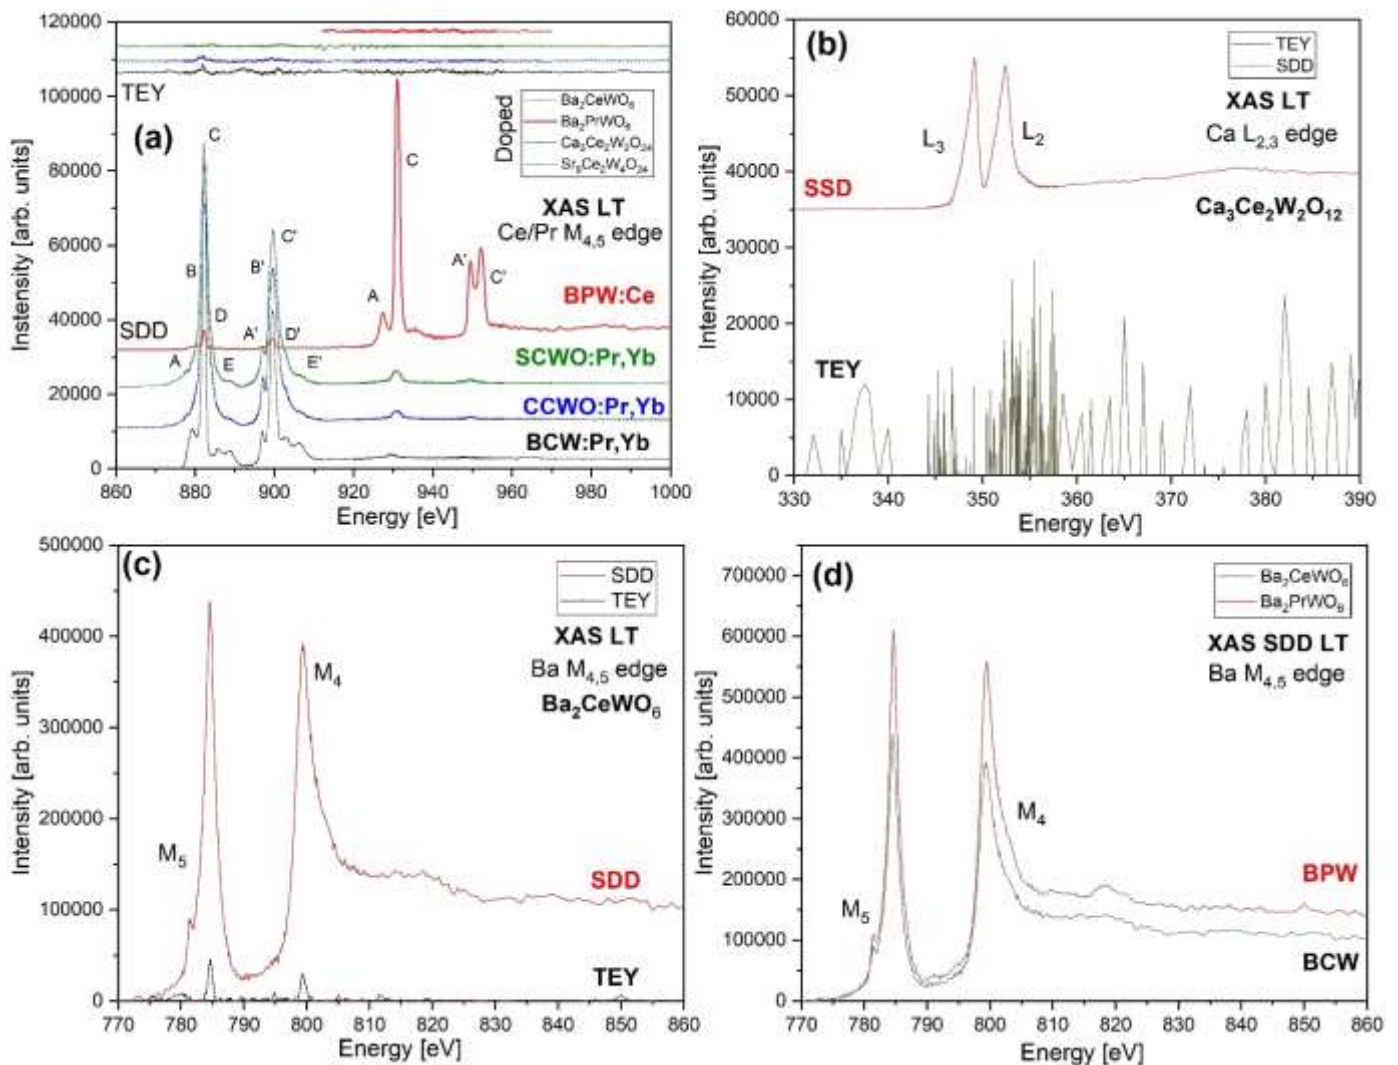 (a)
120000
100000
80000
60000
40000
20000
0
Instensity [arb. units]
TEY
Doped
Ba₂CeWO₆
Ba₂PrWO₆
Ca₃Ce₂W₂O₂₄
Sr₉Ce₂W₄O₂₄
XAS LT
Ce/Pr M₄,₅ edge
C
C
B
B'
C'
A'
C'
A
BPW:Ce
D
SDD
A'
D'
A
E
E'
SCWO:Pr,Yb
CCWO:Pr,Yb
BCW:Pr,Yb
860 880 900 920 940 960 980 1000
Energy [eV]
(b)
60000
50000
40000
30000
20000
10000
0
Intensity [arb. units]
TEY
SDD
XAS LT
Ca L₂,₃ edge
L₃
L₂
SSD
Ca₃Ce₂W₂O₁₂
TEY
330 340 350 360 370 380 390
Energy [eV]
(c)
500000
400000
300000
200000
100000
0
Intensity [arb. units]
SDD
TEY
XAS LT
Ba M₄,₅ edge
Ba₂CeWO₆
M₄
M₅
SDD
TEY
770 780 790 800 810 820 830 840 850 860
Energy [eV]
(d)
700000
600000
500000
400000
300000
200000
100000
0
Intensity [arb. units]
Ba₂CeWO₆
Ba₂PrWO₆
XAS SDD LT
Ba M₄,₅ edge
M₄
M₅
BPW
BCW
770 780 790 800 810 820 830 840 850 860
Energy [eV]